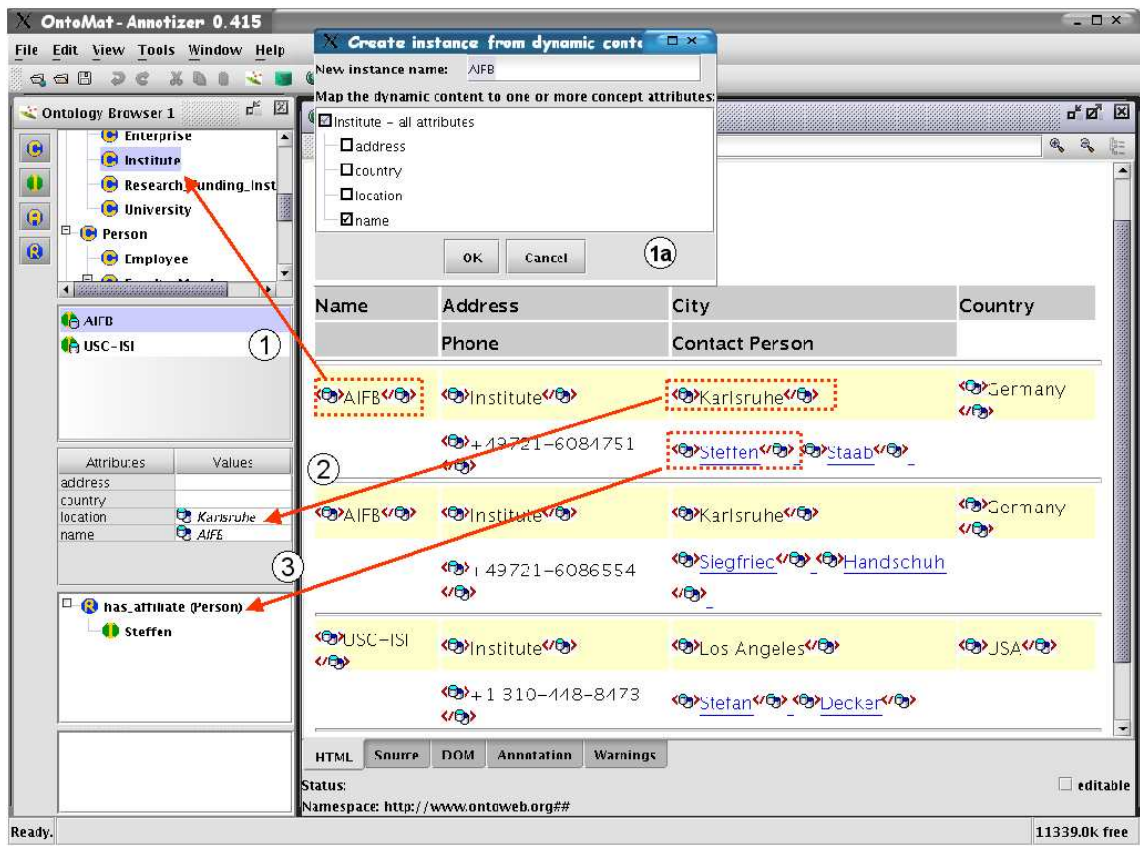 OntoMat-Annotizer 0.415
File Edit View Tools Window Help
Create instance from dynamic conte
New instance name: AIFB
Map the dynamic content to one or more concept attributes:
Institute - all attributes
address
country
location
name
OK Cancel
1a
Ontology Browser 1
Enterprise
Institute
Research_Funding_Inst
University
Person
Employee
AIFB
USC-ISI
1
Attributes Values
address
country
location Karlsruhe
name AIFB
2
3
has_affiliate (Person)
Steffen
Name Address City Country
Phone Contact Person
AIFB Institute Karlsruhe Germany
+49721-6084751 Steffen Staab
AIFB Institute Karlsruhe Germany
+49721-6086554 Siegfried Handschuh
USC-ISI Institute Los Angeles USA
+1 310-448-8473 Stefan Decker
HTML Source DOM Annotation Warnings
Status:
editable
Namespace: http://www.ontoweb.org##
Ready.
11339.0k free